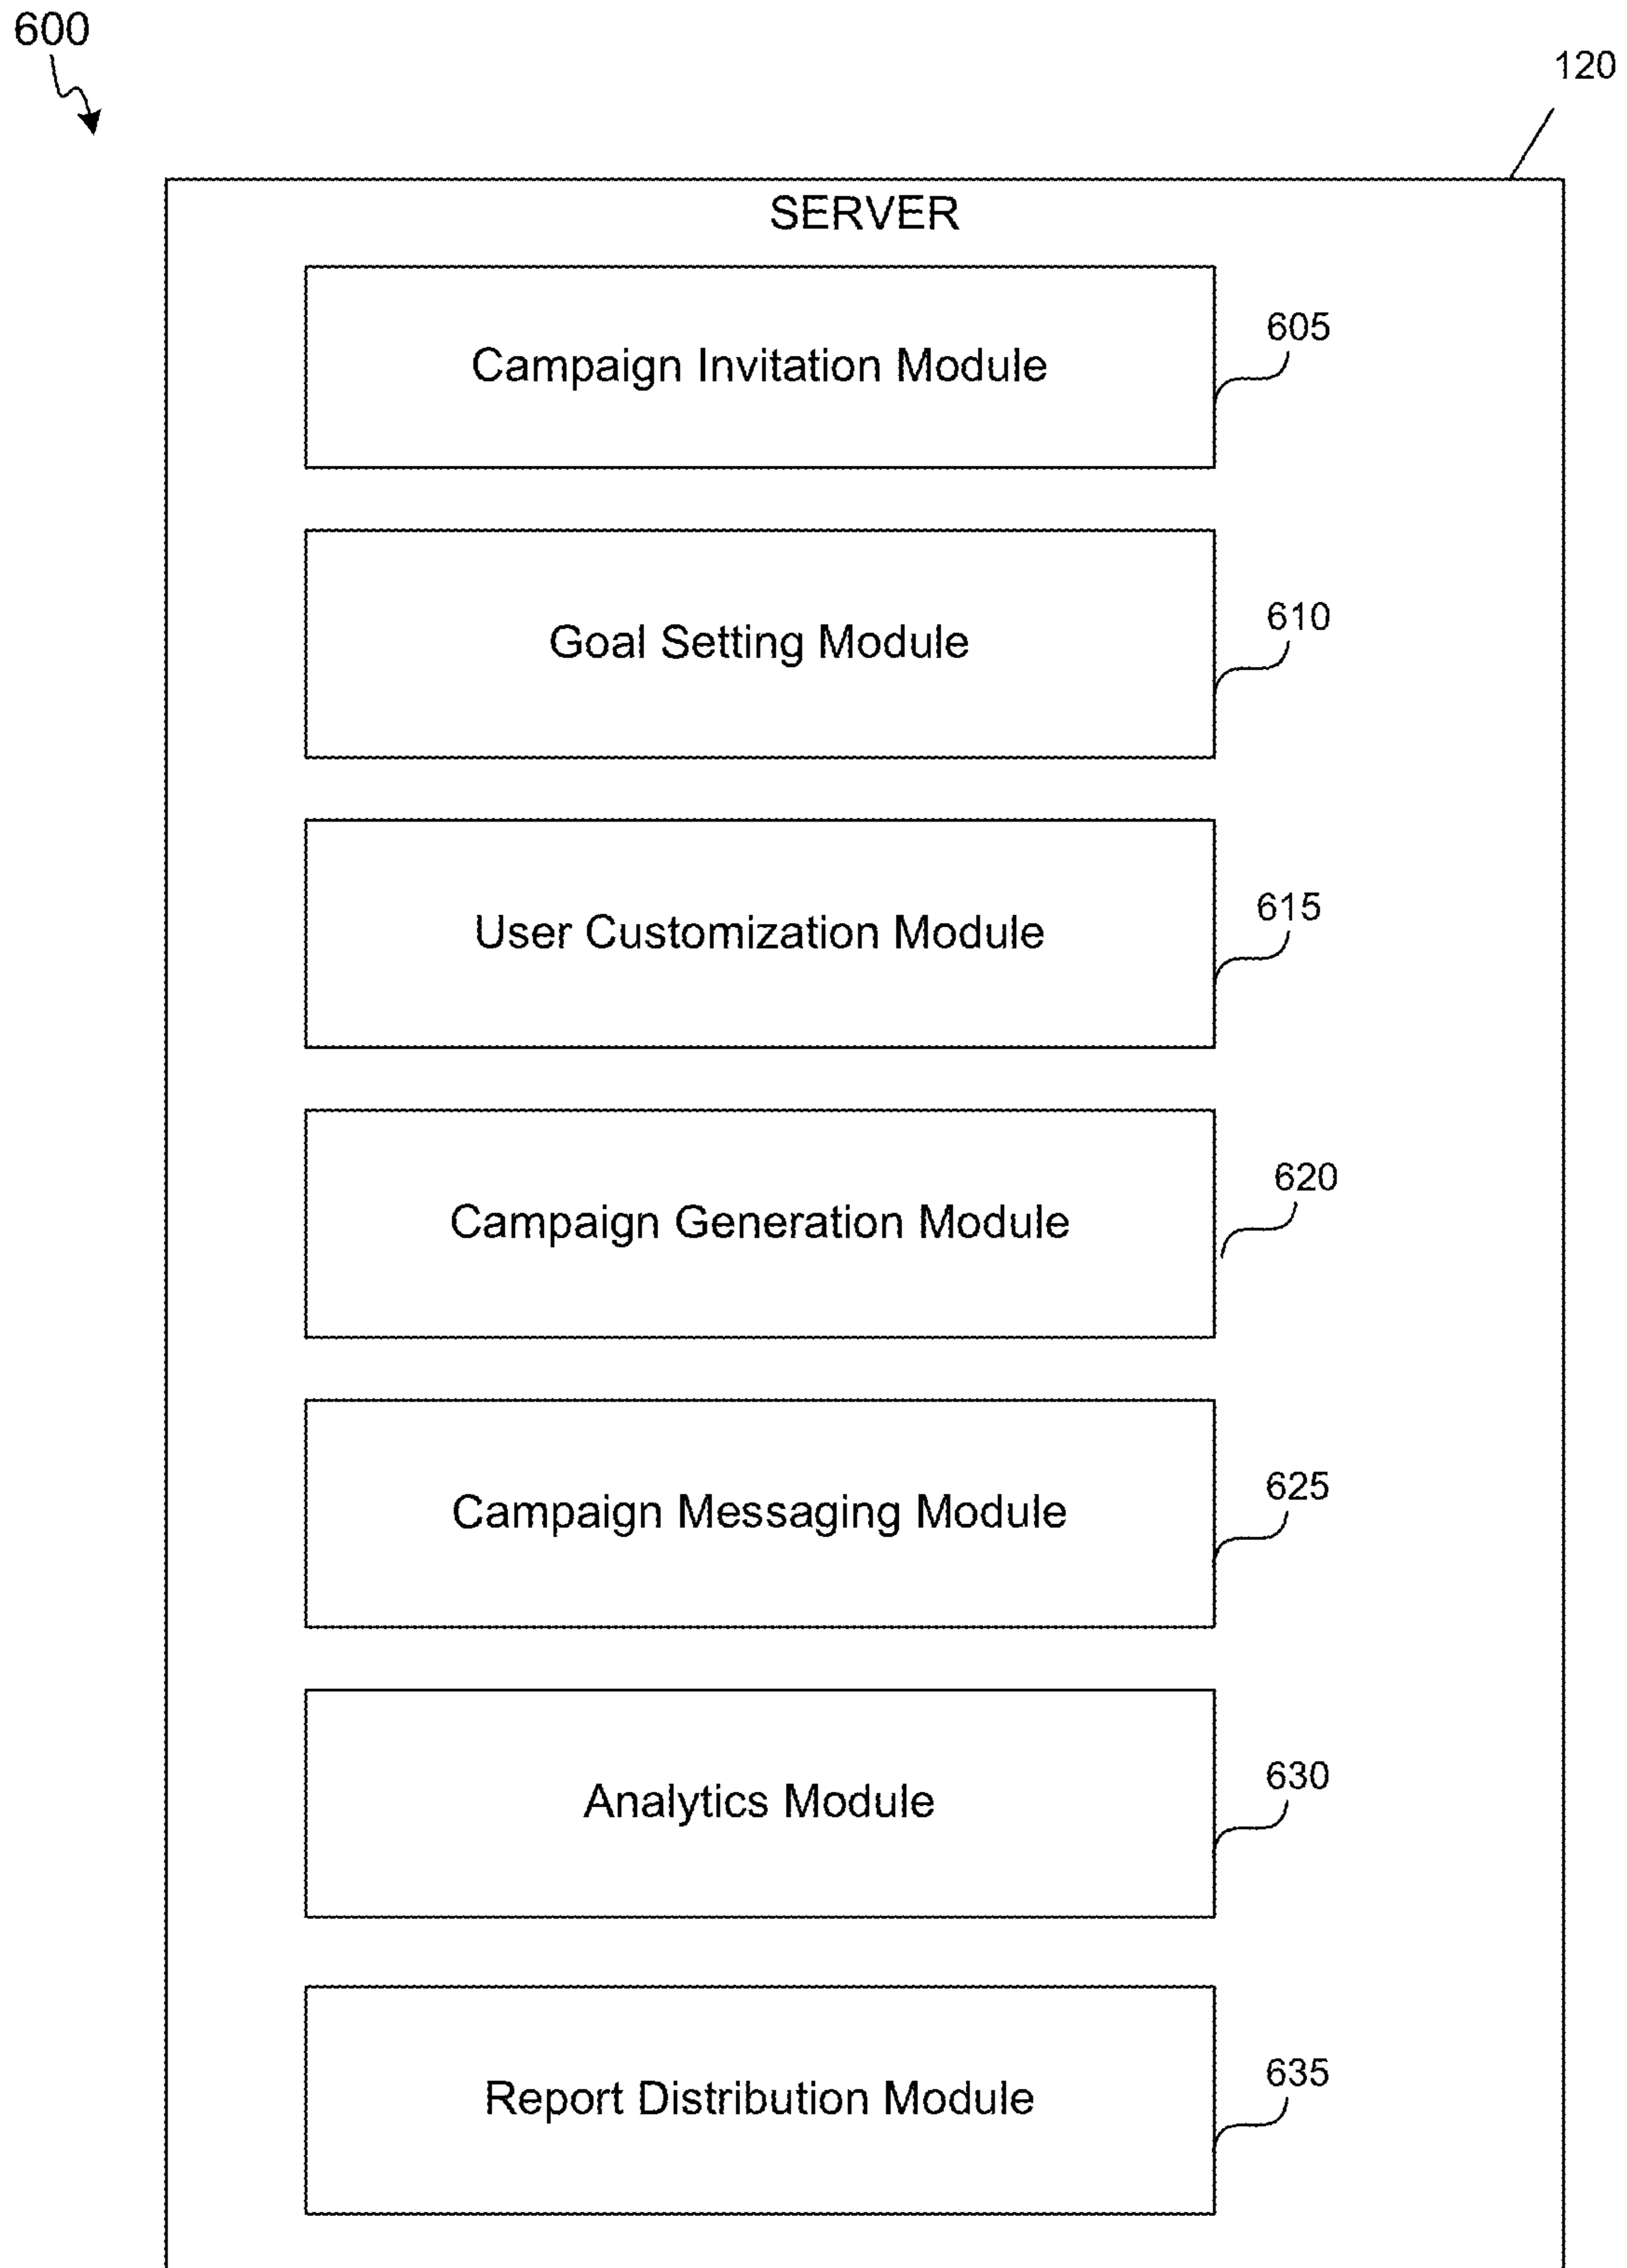 600
120
SERVER
Campaign Invitation Module
605
Goal Setting Module
610
User Customization Module
615
Campaign Generation Module
620
Campaign Messaging Module
625
Analytics Module
630
Report Distribution Module
635